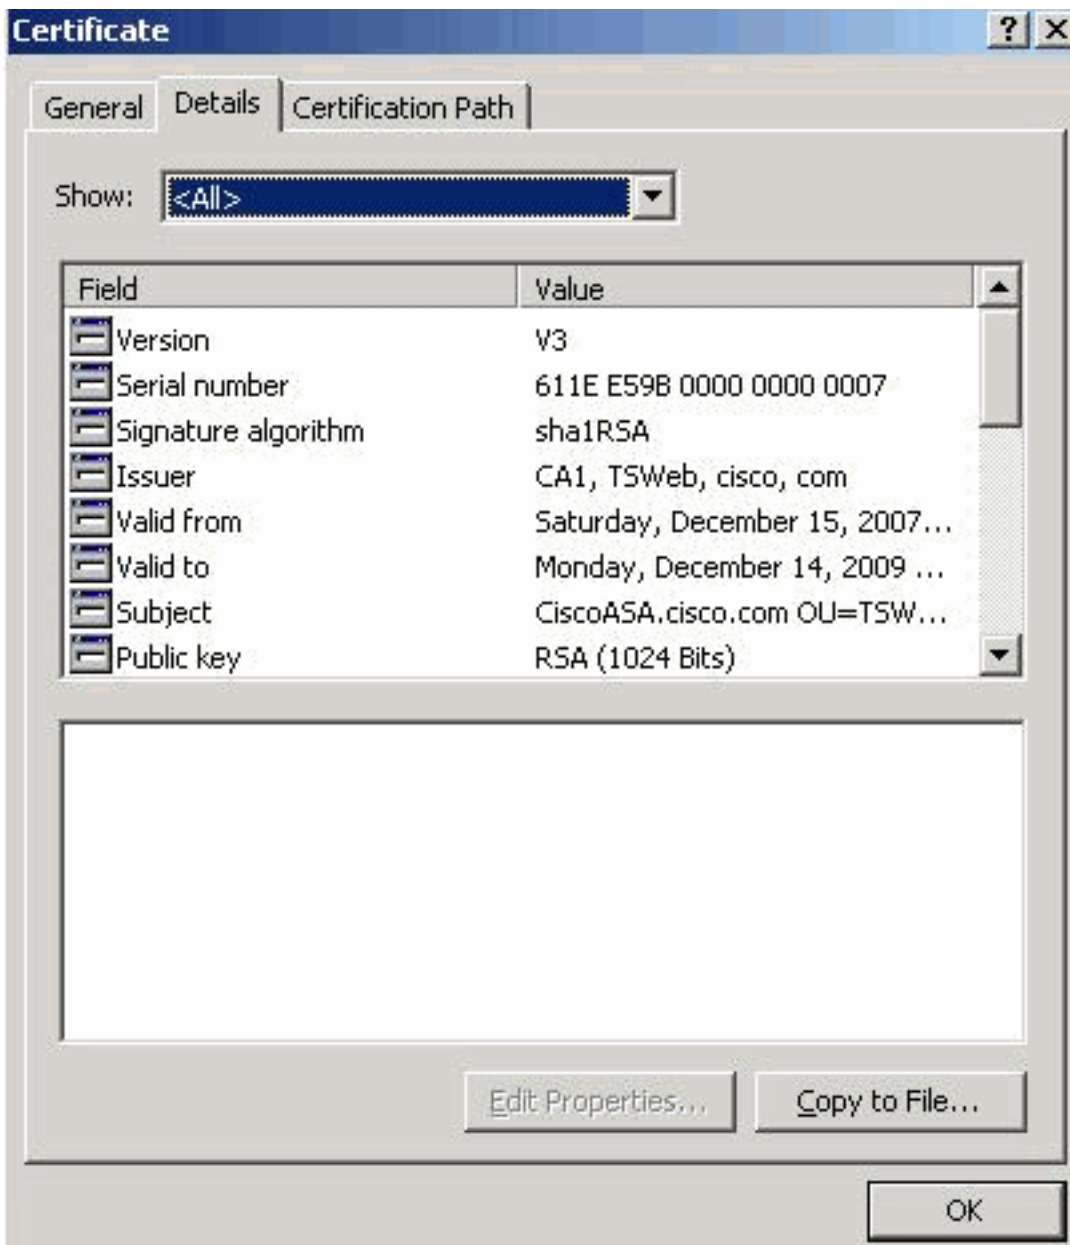 Certificate
General Details Certification Path
Show: <All>
Field Value
Version V3
Serial number 611E E59B 0000 0000 0007
Signature algorithm sha1RSA
Issuer CA1, TSWeb, cisco, com
Valid from Saturday, December 15, 2007...
Valid to Monday, December 14, 2009 ...
Subject CiscoASA.cisco.com OU=TSW...
Public key RSA (1024 Bits)
Edit Properties... Copy to File...
OK